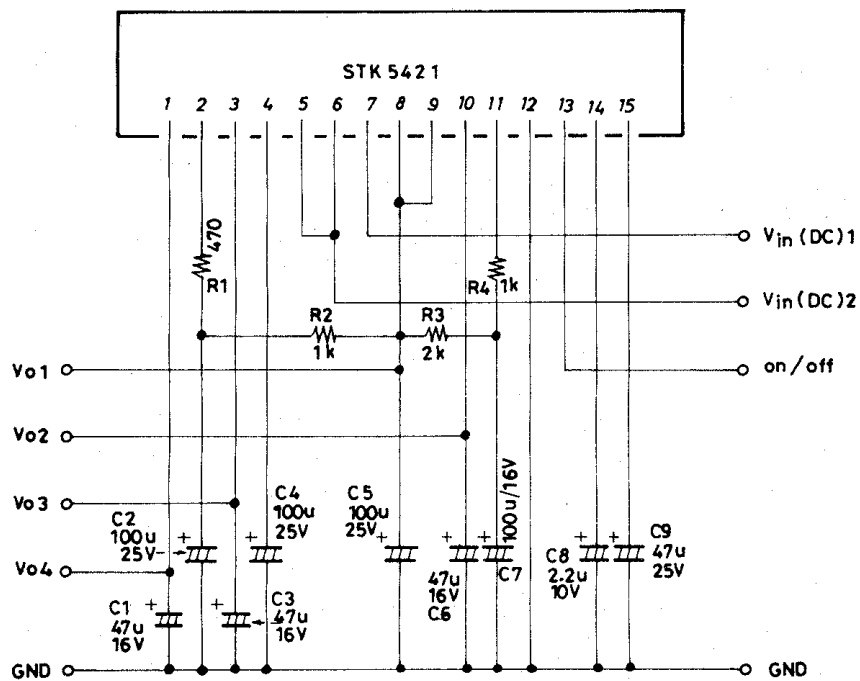 STK 5421
1 2 3 4 5 6 7 8 9 10 11 12 13 14 15
470
R1
R4
1k
Vin (DC) 1
Vin (DC) 2
R2
1k
R3
2k
on/off
Vo1
Vo2
Vo3
Vo4
C2
100u
25V
+
C4
100u
25V
+
C5
100u
25V
+
100u/16V
+
C7
47u
16V
C6
+
C8
2.2u
10V
+
C9
47u
25V
+
C1
47u
16V
+
C3
47u
16V
+
GND
GND